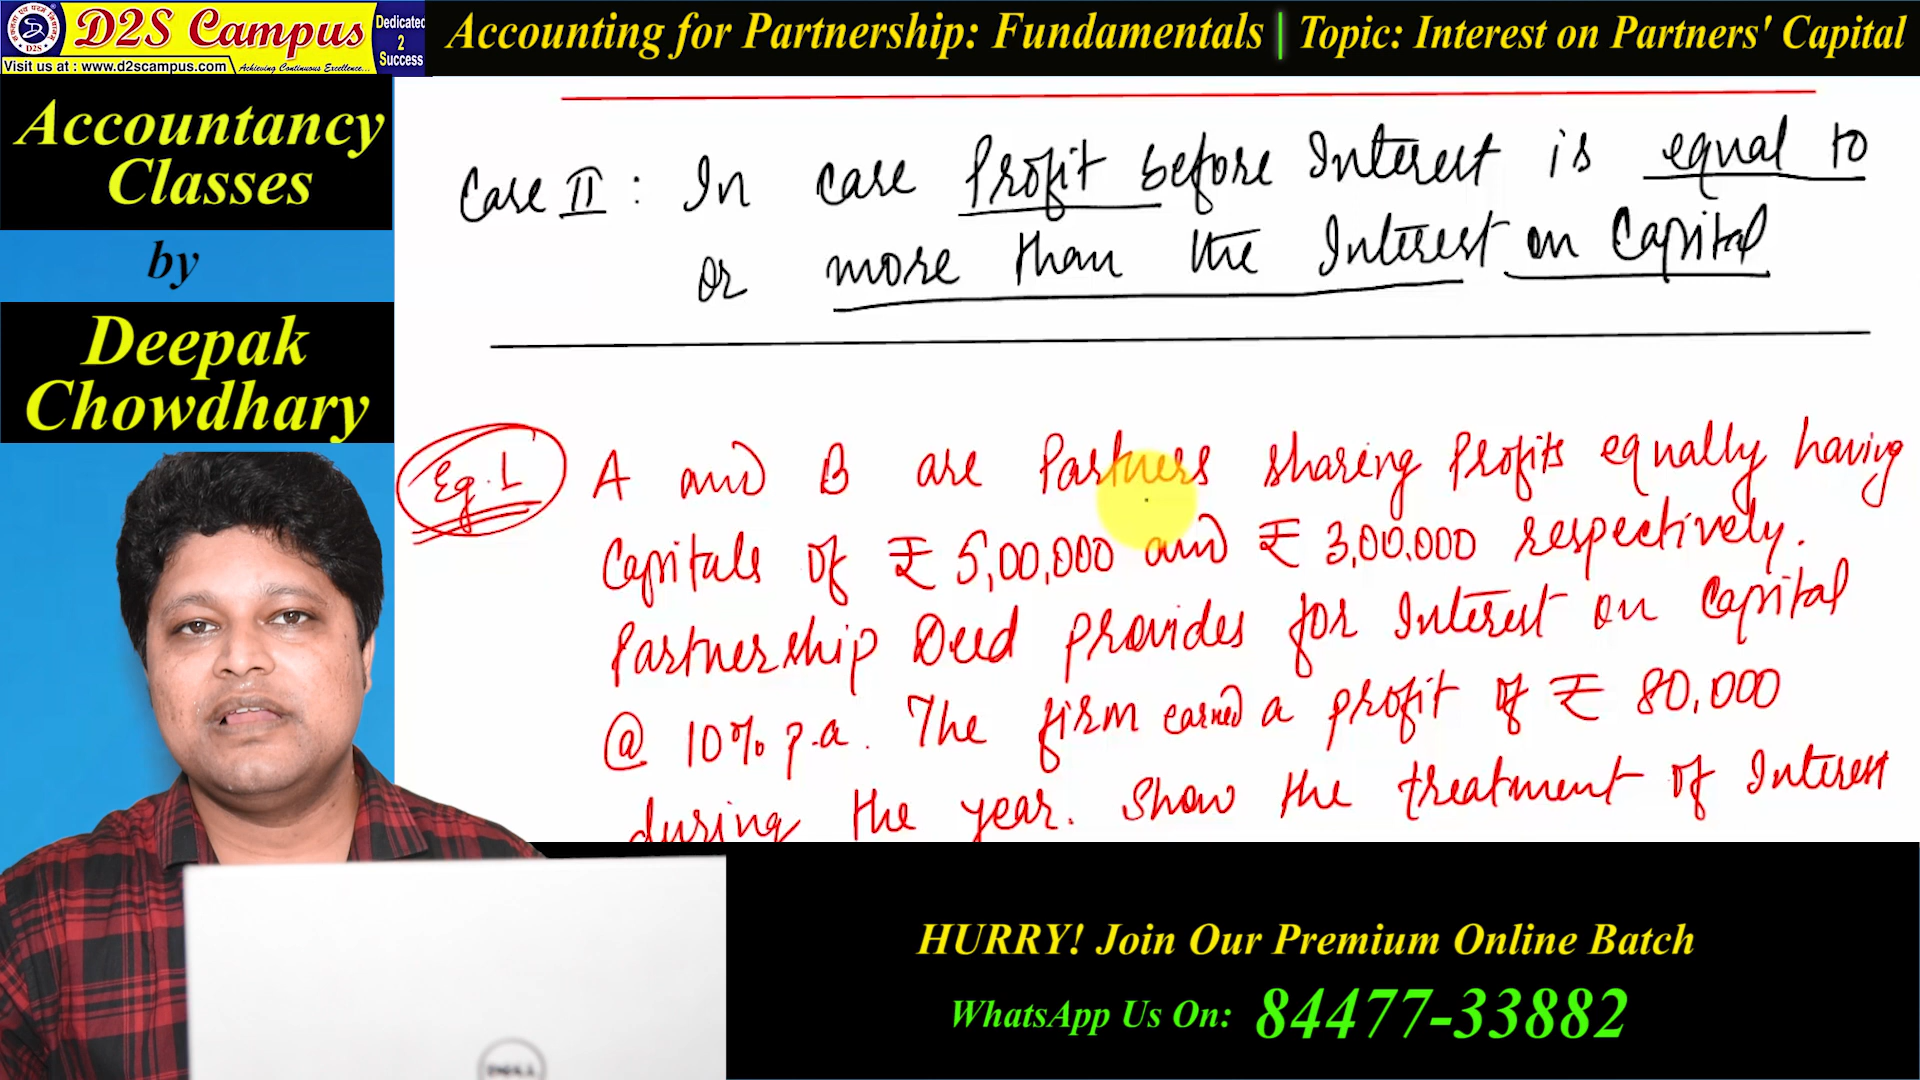 D2S Campus
Dedicated
2
Success
Visit us at : www.d2scampus.com
Achieving Continuous Excellence...
D2S
Accounting for Partnership: Fundamentals | Topic: Interest on Partners' Capital
Accountancy
Classes
by
Deepak
Chowdhary
Case II : In case Profit before Interest is equal to
or more than the Interest on Capital
Eg. 1 A and B are Partners sharing Profits equally having
Capitals of ₹ 5,00,000 and ₹ 3,00,000 respectively.
Partnership Deed provides for Interest on Capital
@ 10% p.a. The firm earned a profit of ₹ 80,000
during the year. Show the treatment of Interest
DELL
HURRY! Join Our Premium Online Batch
WhatsApp Us On: 84477-33882